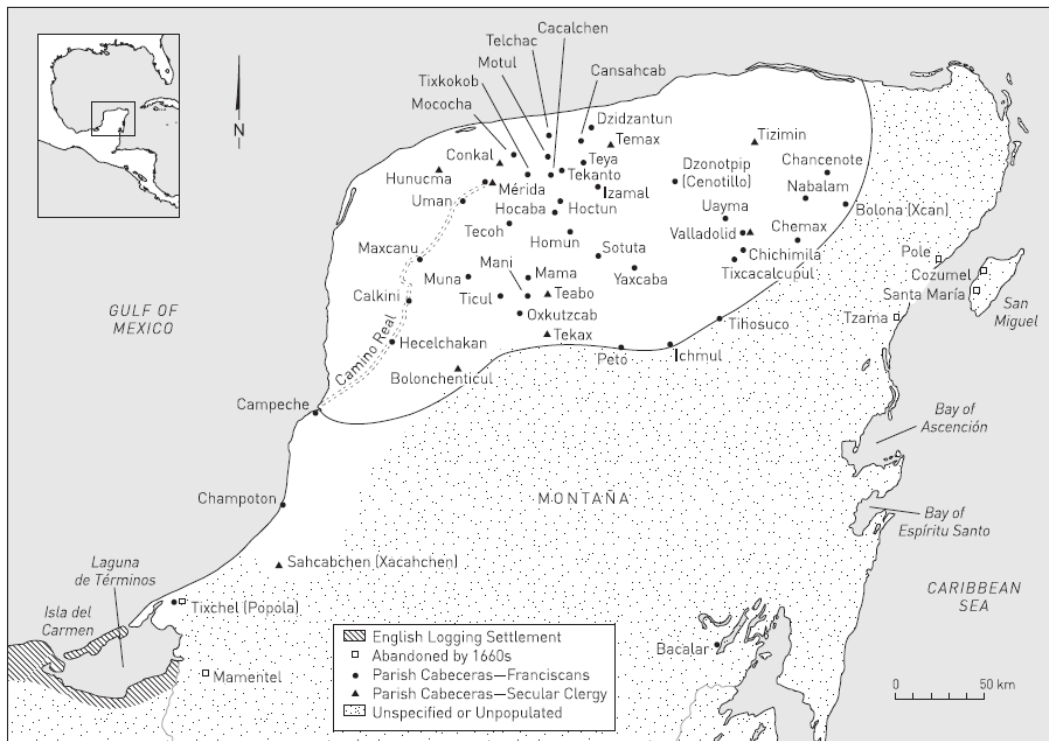 Cacalchen
Telchac
Motul
Cansahcab
Tixkokob
Mococha
Dzidzantun
Temax
Tizimin
N
Conkal
Teya
Dzonotpip
(Cenotillo)
Chancenote
Hunucma
Tekanto
Mérida
Izamal
Nabalam
Uman
Hocaba
Hoctun
Uayma
Bolona (Xcan)
Tecoh
Homun
Valladolid
Chemax
Maxcanu
Sotuta
Chichimila
Pole
Mani
Mama
Yaxcaba
Tixcacalcupul
Cozumel
Muna
Santa María
Calkini
Ticul
Teabo
San
Miguel
GULF OF
MEXICO
Oxkutzcab
Tihosuco
Tzama
Camino Real
Hecelchakan
Tekax
Peto
Ichmul
Bolonchenticul
Campeche
Bay of
Ascención
Champoton
MONTAÑA
Bay of
Espíritu Santo
Laguna
de Términos
Sahcabchen (Xacahchen)
CARIBBEAN
SEA
Isla del
Carmen
Tixchel (Popola)
Mamentel
Bacalar
English Logging Settlement
Abandoned by 1660s
Parish Cabeceras—Franciscans
Parish Cabeceras—Secular Clergy
Unspecified or Unpopulated
0 50 km